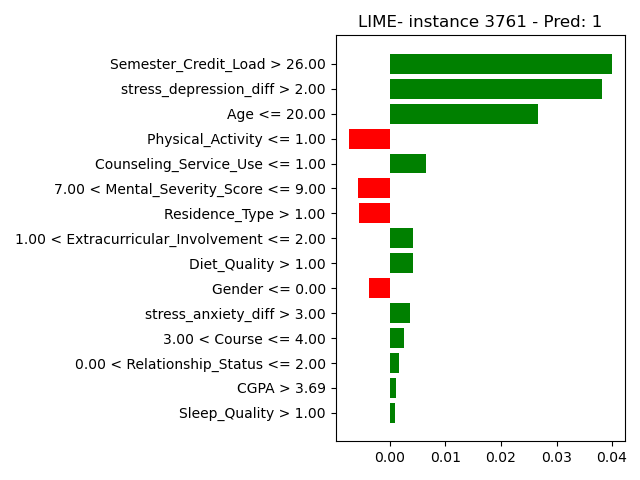 LIME- instance 3761 - Pred: 1
Semester_Credit_Load > 26.00
stress_depression_diff > 2.00
Age <= 20.00
Physical_Activity <= 1.00
Counseling_Service_Use <= 1.00
7.00 < Mental_Severity_Score <= 9.00
Residence_Type > 1.00
1.00 < Extracurricular_Involvement <= 2.00
Diet_Quality > 1.00
Gender <= 0.00
stress_anxiety_diff > 3.00
3.00 < Course <= 4.00
0.00 < Relationship_Status <= 2.00
CGPA > 3.69
Sleep_Quality > 1.00
0.00 0.01 0.02 0.03 0.04